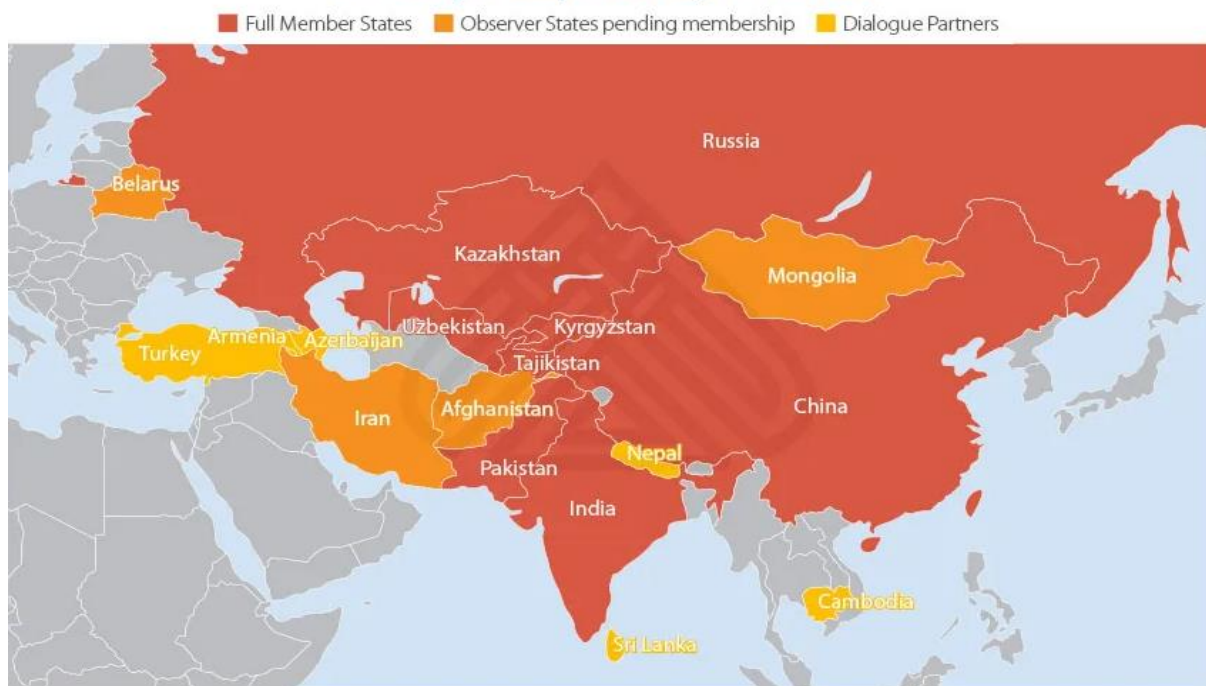 Full Member States Observer States pending membership Dialogue Partners
Russia
Belarus
Kazakhstan
Mongolia
Uzbekistan Kyrgyzstan
Armenia Azerbaijan
Turkey
Tajikistan
China
Iran Afghanistan
Nepal
Pakistan
India
Cambodia
Sri Lanka